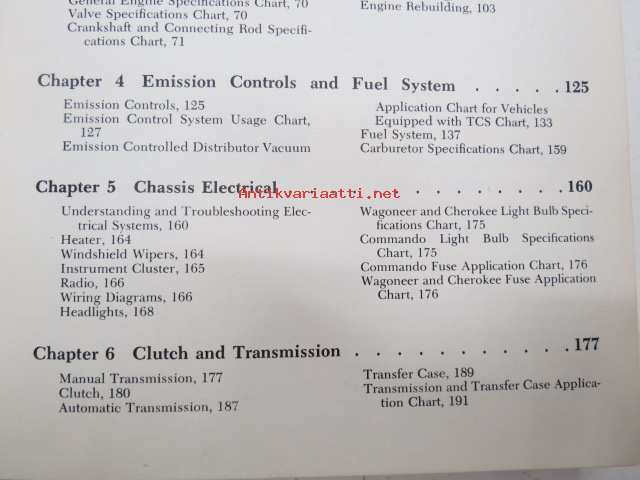 General Engine Specifications Chart, 70
Valve Specifications Chart, 70
Crankshaft and Connecting Rod Specifi-
cations Chart, 71
Engine Rebuilding, 103
Chapter 4 Emission Controls and Fuel System . . . . . 125
Emission Controls, 125
Emission Control System Usage Chart,
127
Emission Controlled Distributor Vacuum
Application Chart for Vehicles
Equipped with TCS Chart, 133
Fuel System, 137
Carburetor Specifications Chart, 159
Chapter 5 Chassis Electrical . . . . . . . . . . . 160
Antikvariaatti.net
Understanding and Troubleshooting Elec-
trical Systems, 160
Heater, 164
Windshield Wipers, 164
Instrument Cluster, 165
Radio, 166
Wiring Diagrams, 166
Headlights, 168
Wagoneer and Cherokee Light Bulb Speci-
fications Chart, 175
Commando Light Bulb Specifications
Chart, 175
Commando Fuse Application Chart, 176
Wagoneer and Cherokee Fuse Application
Chart, 176
Chapter 6 Clutch and Transmission . . . . . . . . . . . 177
Manual Transmission, 177
Clutch, 180
Automatic Transmission, 187
Transfer Case, 189
Transmission and Transfer Case Applica-
tion Chart, 191